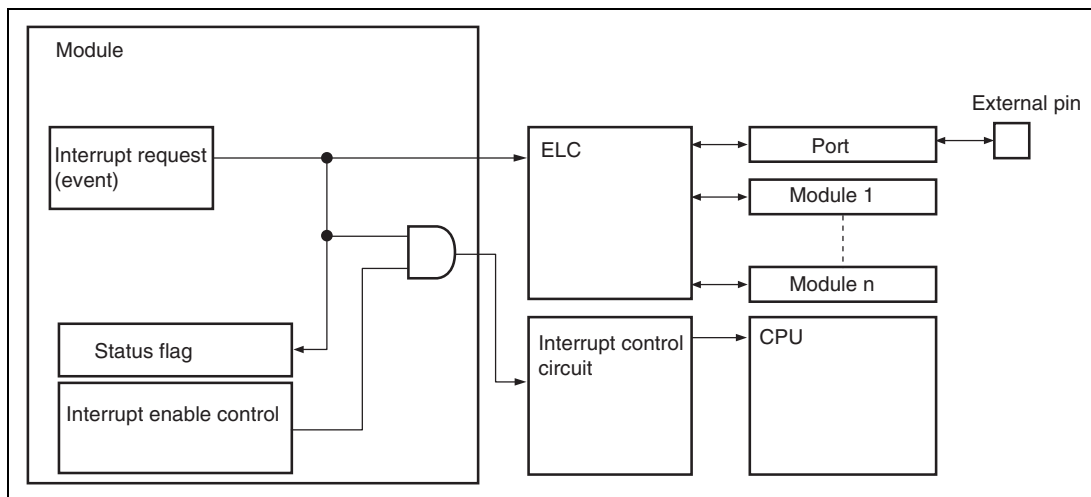 Module
Interrupt request
(event)
Status flag
Interrupt enable control
ELC
Interrupt control
circuit
Port
Module 1
Module n
CPU
External pin